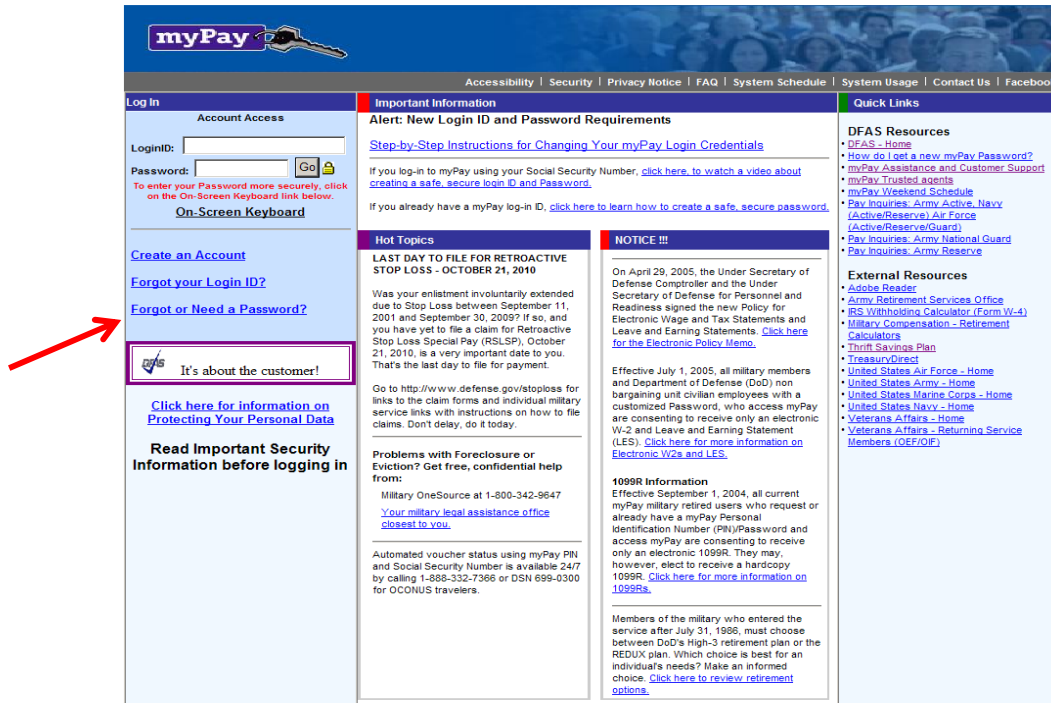 myPay
Accessibility | Security | Privacy Notice | FAQ | System Schedule | System Usage | Contact Us | Faceboo
Log In
Account Access
LoginID:
Password:
Go
To enter your Password more securely, click
on the On-Screen Keyboard link below.
On-Screen Keyboard
Create an Account
Forgot your Login ID?
Forgot or Need a Password?
DFAS
It's about the customer!
Click here for information on
Protecting Your Personal Data
Read Important Security
Information before logging in
Important Information
Alert: New Login ID and Password Requirements
Step-by-Step Instructions for Changing Your myPay Login Credentials
If you log-in to myPay using your Social Security Number, click here, to watch a video about
creating a safe, secure login ID and Password.
If you already have a myPay log-in ID, click here to learn how to create a safe, secure password.
Hot Topics
LAST DAY TO FILE FOR RETROACTIVE
STOP LOSS - OCTOBER 21, 2010
Was your enlistment involuntarily extended
due to Stop Loss between September 11,
2001 and September 30, 2009? If so, and
you have yet to file a claim for Retroactive
Stop Loss Special Pay (RSLSP), October
21, 2010, is a very important date to you.
That's the last day to file for payment.
Go to http://www.defense.gov/stoploss for
links to the claim forms and individual military
service links with instructions on how to file
claims. Don't delay, do it today.
Problems with Foreclosure or
Eviction? Get free, confidential help
from:
Military OneSource at 1-800-342-9647
Your military legal assistance office
closest to you.
Automated voucher status using myPay PIN
and Social Security Number is available 24/7
by calling 1-888-332-7366 or DSN 699-0300
for OCONUS travelers.
NOTICE !!!
On April 29, 2005, the Under Secretary of
Defense Comptroller and the Under
Secretary of Defense for Personnel and
Readiness signed the new Policy for
Electronic Wage and Tax Statements and
Leave and Earning Statements. Click here
for the Electronic Policy Memo.
Effective July 1, 2005, all military members
and Department of Defense (DoD) non
bargaining unit civilian employees with a
customized Password, who access myPay
are consenting to receive only an electronic
W-2 and Leave and Earning Statement
(LES). Click here for more information on
Electronic W2s and LES.
1099R Information
Effective September 1, 2004, all current
myPay military retired users who request or
already have a myPay Personal
Identification Number (PIN)/Password and
access myPay are consenting to receive
only an electronic 1099R. They may,
however, elect to receive a hardcopy
1099R. Click here for more information on
1099Rs.
Members of the military who entered the
service after July 31, 1986, must choose
between DoD's High-3 retirement plan or the
REDUX plan. Which choice is best for an
individual's needs? Make an informed
choice. Click here to review retirement
options.
Quick Links
DFAS Resources
• DFAS - Home
• How do I get a new myPay Password?
• myPay Assistance and Customer Support
• myPay Trusted agents
• myPay Weekend Schedule
• Pay Inquiries: Army Active, Navy
(Active/Reserve) Air Force
(Active/Reserve/Guard)
• Pay Inquiries: Army National Guard
• Pay Inquiries: Army Reserve
External Resources
• Adobe Reader
• Army Retirement Services Office
• IRS Withholding Calculator (Form W-4)
• Military Compensation - Retirement
Calculators
• Thrift Savings Plan
• TreasuryDirect
• United States Air Force - Home
• United States Army - Home
• United States Marine Corps - Home
• United States Navy - Home
• Veterans Affairs - Home
• Veterans Affairs - Returning Service
Members (OEF/OIF)